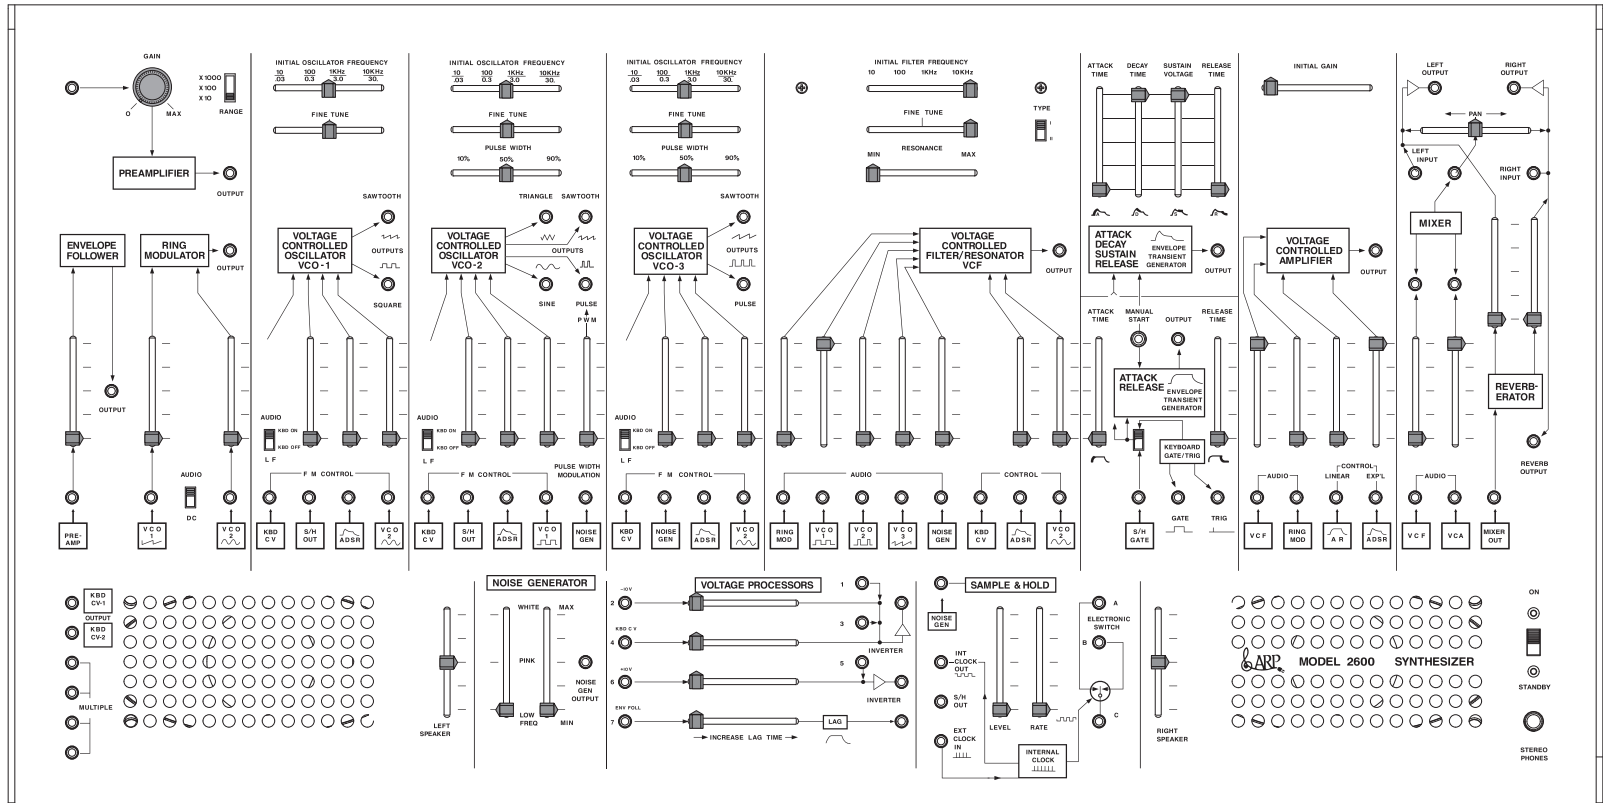 GAIN
O
MAX
X 1000
X 100
X 10
RANGE
PREAMPLIFIER
OUTPUT
ENVELOPE
FOLLOWER
RING
MODULATOR
OUTPUT
OUTPUT
AUDIO
DC
PRE-
AMP
VCO
1
VCO
2
INITIAL OSCILLATOR FREQUENCY
10 100 1KHz 10KHz
.03 0.3 3.0 30.
FINE TUNE
SAWTOOTH
VOLTAGE
CONTROLLED
OSCILLATOR
VCO-1
OUTPUTS
SQUARE
AUDIO
KBD ON
KBD OFF
LF
FM CONTROL
KBD
CV
S/H
OUT
ADSR
VCO
2
INITIAL OSCILLATOR FREQUENCY
10 100 1KHz 10KHz
.03 0.3 3.0 30.
FINE TUNE
PULSE WIDTH
10% 50% 90%
TRIANGLE
SAWTOOTH
VOLTAGE
CONTROLLED
OSCILLATOR
VCO-2
OUTPUTS
SINE
PULSE
PWM
AUDIO
KBD ON
KBD OFF
LF
FM CONTROL
PULSE WIDTH
MODULATION
KBD
CV
S/H
OUT
ADSR
VCO
1
NOISE
GEN
INITIAL OSCILLATOR FREQUENCY
10 100 1KHz 10KHz
.03 0.3 3.0 30.
FINE TUNE
PULSE WIDTH
10% 50% 90%
SAWTOOTH
VOLTAGE
CONTROLLED
OSCILLATOR
VCO-3
OUTPUTS
PULSE
AUDIO
KBD ON
KBD OFF
LF
FM CONTROL
KBD
CV
NOISE
GEN
ADSR
VCO
2
INITIAL FILTER FREQUENCY
10 100 1KHz 10KHz
FINE TUNE
RESONANCE
MIN MAX
TYPE
I
II
VOLTAGE
CONTROLLED
FILTER/RESONATOR
VCF
OUTPUT
AUDIO
CONTROL
RING
MOD
VCO
1
VCO
2
VCO
3
NOISE
GEN
KBD
CV
ADSR
VCO
2
ATTACK
TIME
DECAY
TIME
SUSTAIN
VOLTAGE
RELEASE
TIME
A D S R
ATTACK
DECAY
SUSTAIN
RELEASE
ENVELOPE
TRANSIENT
GENERATOR
OUTPUT
ATTACK
TIME
MANUAL
START
OUTPUT
RELEASE
TIME
ATTACK
RELEASE
ENVELOPE
TRANSIENT
GENERATOR
KEYBOARD
GATE/TRIG
S/H
GATE
GATE
TRIG
INITIAL GAIN
VOLTAGE
CONTROLLED
AMPLIFIER
OUTPUT
AUDIO
CONTROL
LINEAR
EXP'L
VCF
RING
MOD
AR
ADSR
LEFT
OUTPUT
RIGHT
OUTPUT
PAN
LEFT
INPUT
RIGHT
INPUT
MIXER
REVERB-
ERATOR
REVERB
OUTPUT
AUDIO
VCF
VCA
MIXER
OUT
KBD
CV-1
OUTPUT
KBD
CV-2
MULTIPLE
LEFT
SPEAKER
NOISE GENERATOR
WHITE
MAX
PINK
LOW
FREQ
MIN
NOISE
GEN
OUTPUT
VOLTAGE PROCESSORS
1
–10V
2
3
KBD CV
4
INVERTER
5
+10V
6
INVERTER
ENV FOLL
7
LAG
INCREASE LAG TIME
SAMPLE & HOLD
NOISE
GEN
INT
CLOCK
OUT
S/H
OUT
EXT
CLOCK
IN
LEVEL
RATE
INTERNAL
CLOCK
A
ELECTRONIC
SWITCH
B
C
RIGHT
SPEAKER
ARP MODEL 2600 SYNTHESIZER
ON
STANDBY
STEREO
PHONES